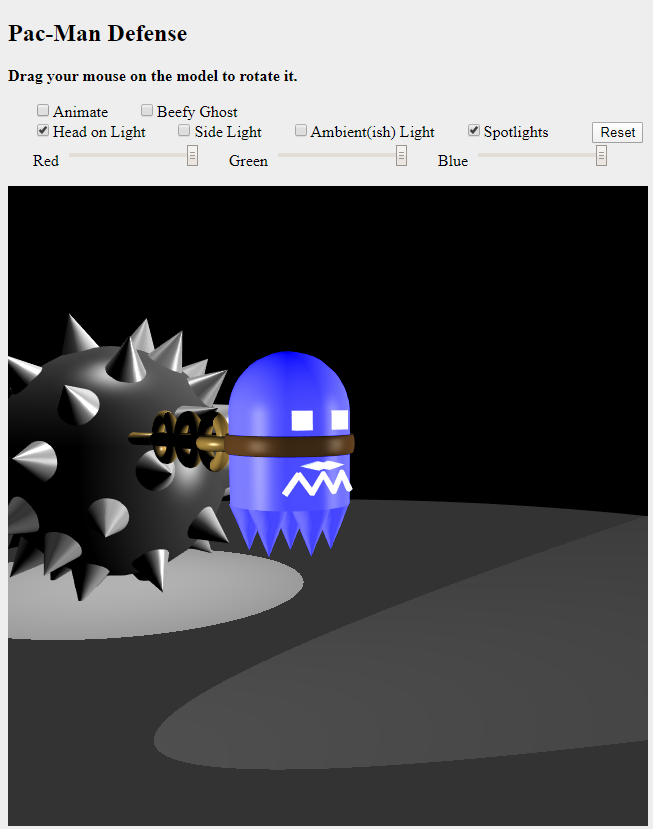 Pac-Man Defense
Drag your mouse on the model to rotate it.
Animate Beefy Ghost
Head on Light Side Light Ambient(ish) Light Spotlights Reset
Red Green Blue